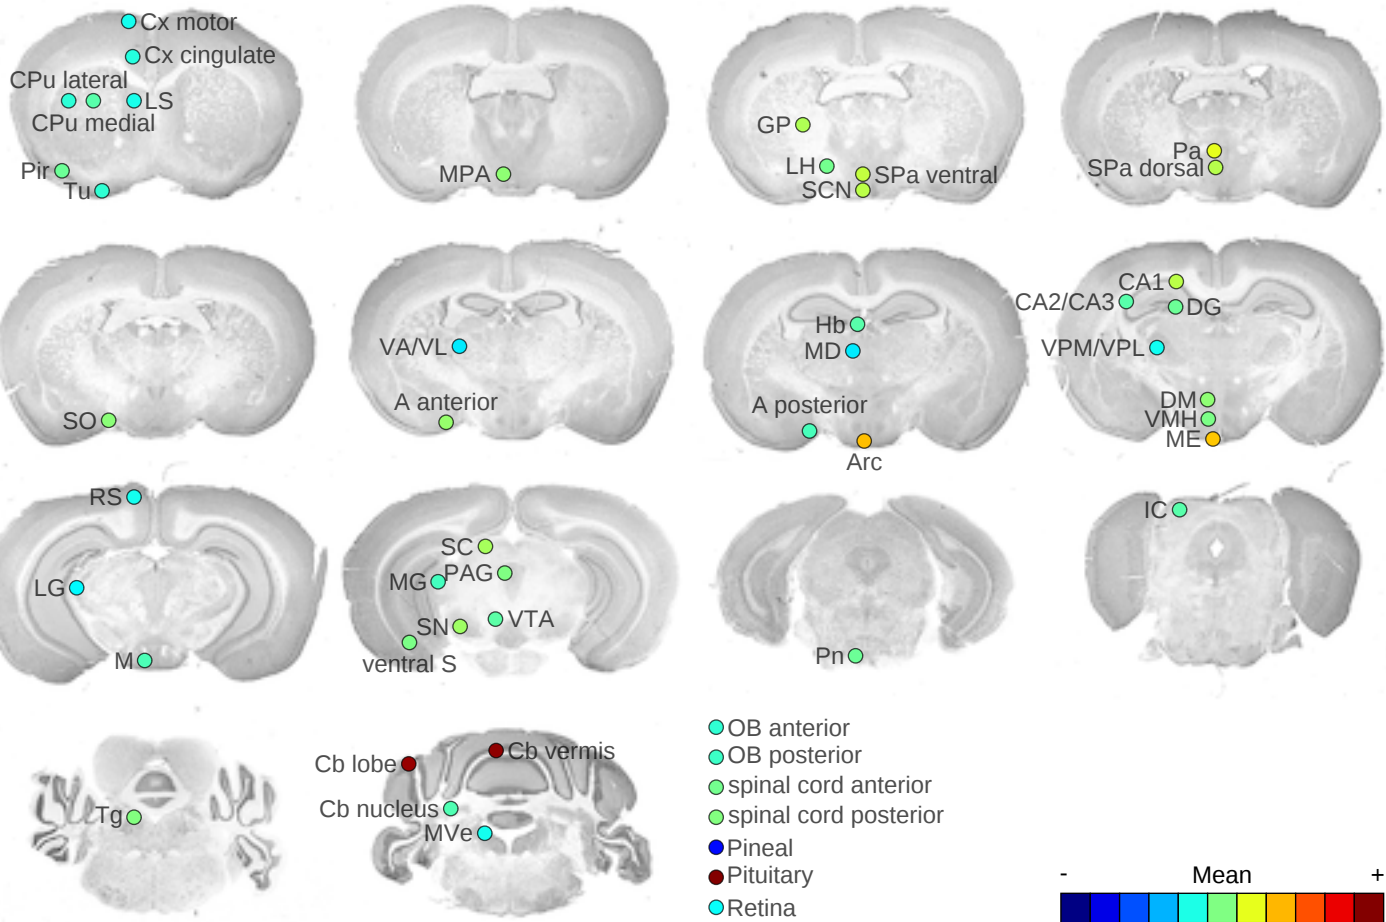 Cx motor
Cx cingulate
CPu lateral
LS
CPu medial
Pir
Tu
MPA
GP
LH
SPa ventral
SCN
Pa
SPa dorsal
SO
VA/VL
A anterior
Hb
MD
A posterior
Arc
CA1
CA2/CA3
DG
VPM/VPL
DM
VMH
ME
RS
LG
M
SC
MG
PAG
SN
VTA
ventral S
Pn
IC
Tg
Cb lobe
Cb vermis
Cb nucleus
MVe
OB anterior
OB posterior
spinal cord anterior
spinal cord posterior
Pineal
Pituitary
Retina
- Mean +